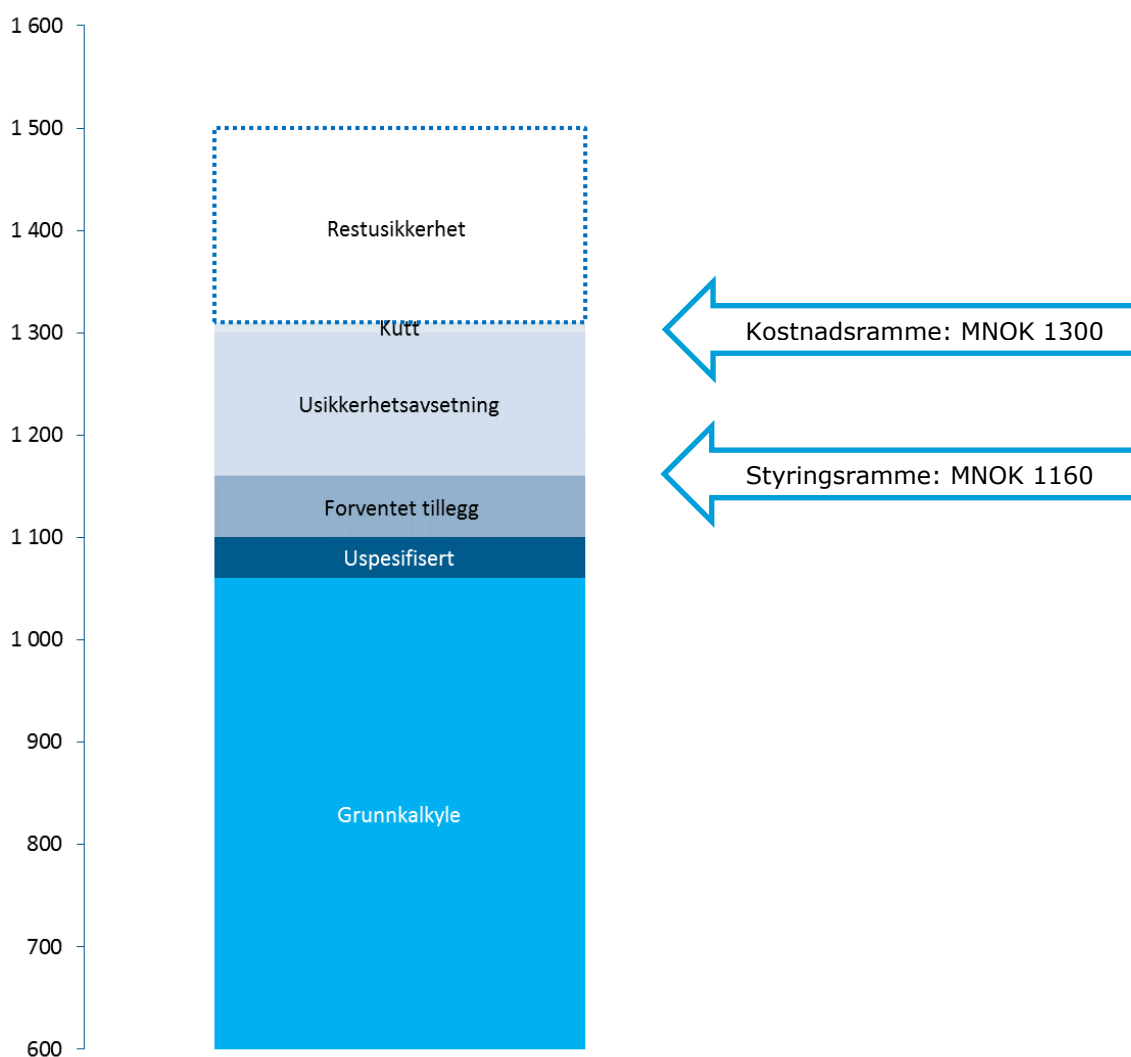 1 600
1 500
Restusikkerhet
1 400
Kutt
1 300
Kostnadsramme: MNOK 1300
Usikkerhetsavsetning
1 200
Styringsramme: MNOK 1160
Forventet tillegg
1 100
Uspesifisert
1 000
900
Grunnkalkyle
800
700
600